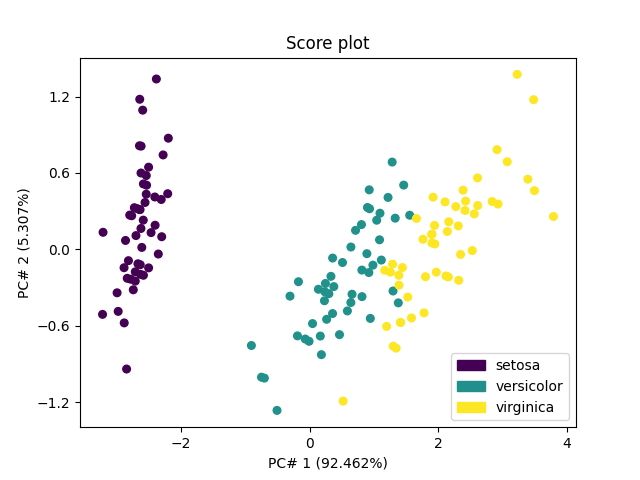 Score plot
PC# 2 (5.307%)
1.2
0.6
0.0
−0.6
−1.2
setosa
versicolor
virginica
−2
0
2
4
PC# 1 (92.462%)